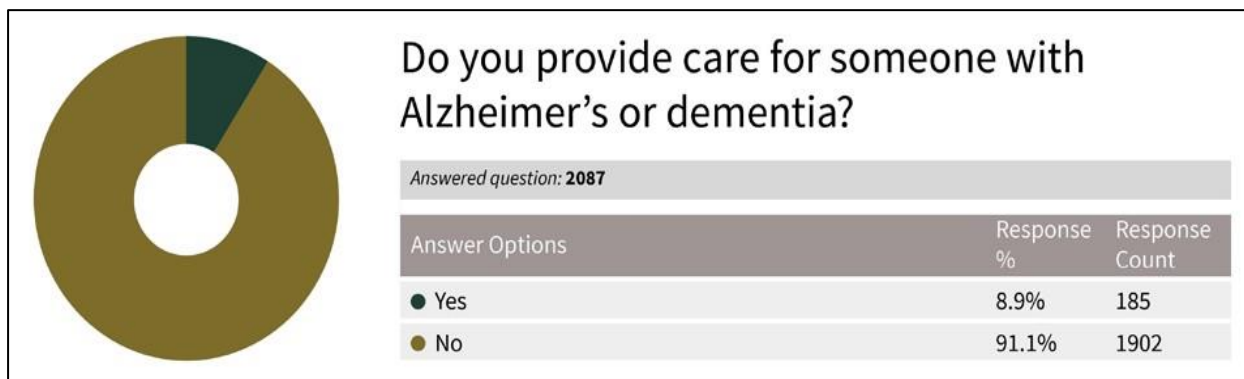 Do you provide care for someone with
Alzheimer’s or dementia?
Answered question: 2087
Answer Options Response % Response Count
Yes 8.9% 185
No 91.1% 1902